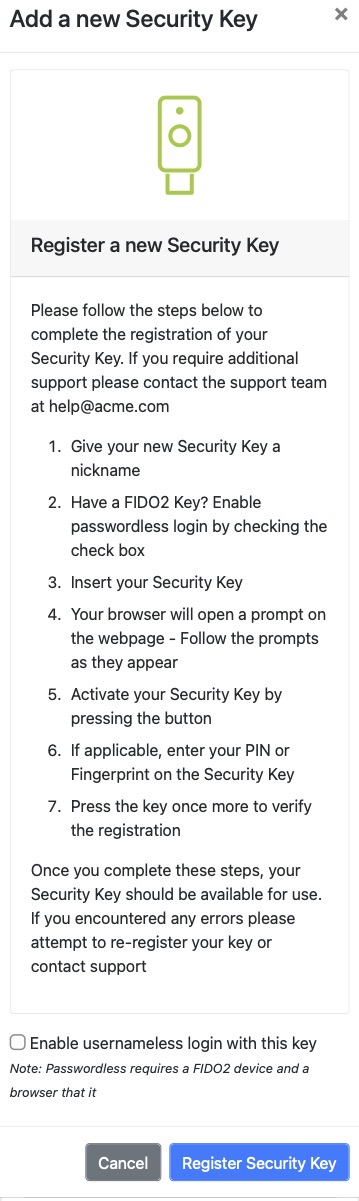 Add a new Security Key ×
Register a new Security Key
Please follow the steps below to
complete the registration of your
Security Key. If you require additional
support please contact the support team
at help@acme.com
1. Give your new Security Key a
nickname
2. Have a FIDO2 Key? Enable
passwordless login by checking the
check box
3. Insert your Security Key
4. Your browser will open a prompt on
the webpage - Follow the prompts
as they appear
5. Activate your Security Key by
pressing the button
6. If applicable, enter your PIN or
Fingerprint on the Security Key
7. Press the key once more to verify
the registration
Once you complete these steps, your
Security Key should be available for use.
If you encountered any errors please
attempt to re-register your key or
contact support
Enable usernameless login with this key
Note: Passwordless requires a FIDO2 device and a
browser that it
Cancel Register Security Key